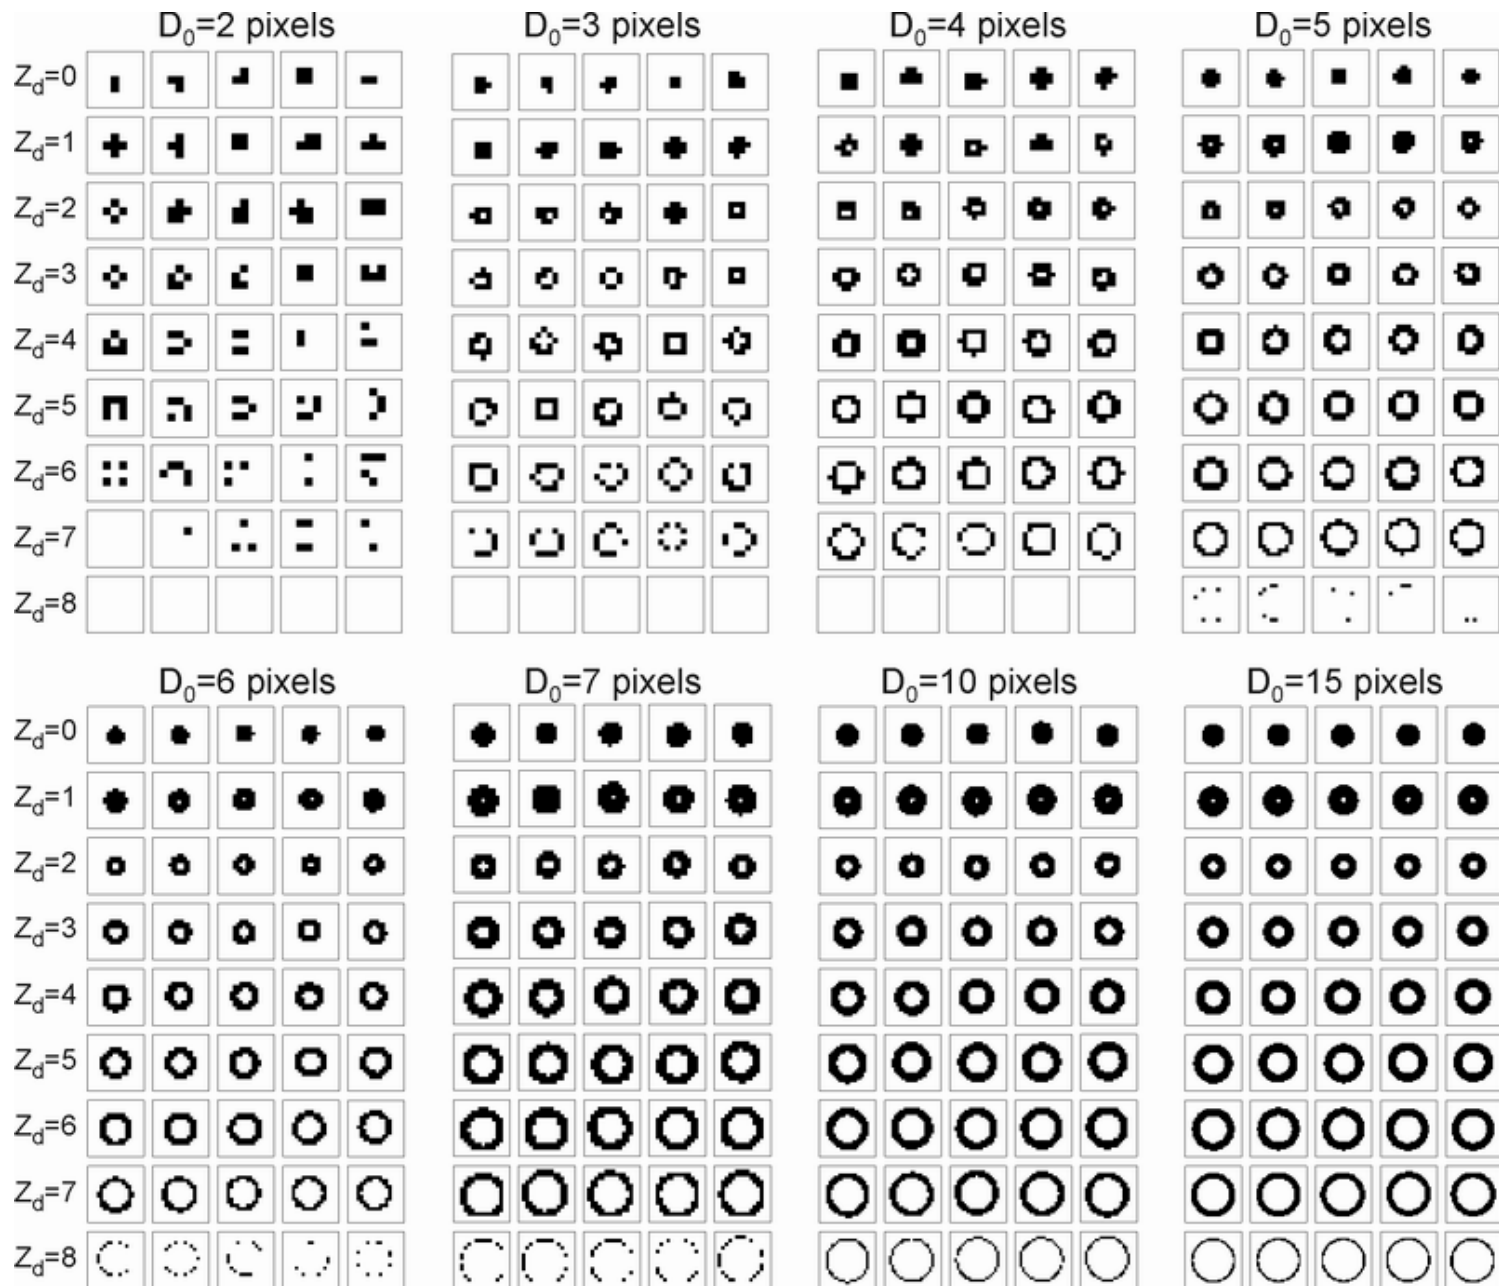 D0=2 pixels D0=3 pixels D0=4 pixels D0=5 pixels
Zd=0
Zd=1
Zd=2
Zd=3
Zd=4
Zd=5
Zd=6
Zd=7
Zd=8
D0=6 pixels D0=7 pixels D0=10 pixels D0=15 pixels
Zd=0
Zd=1
Zd=2
Zd=3
Zd=4
Zd=5
Zd=6
Zd=7
Zd=8